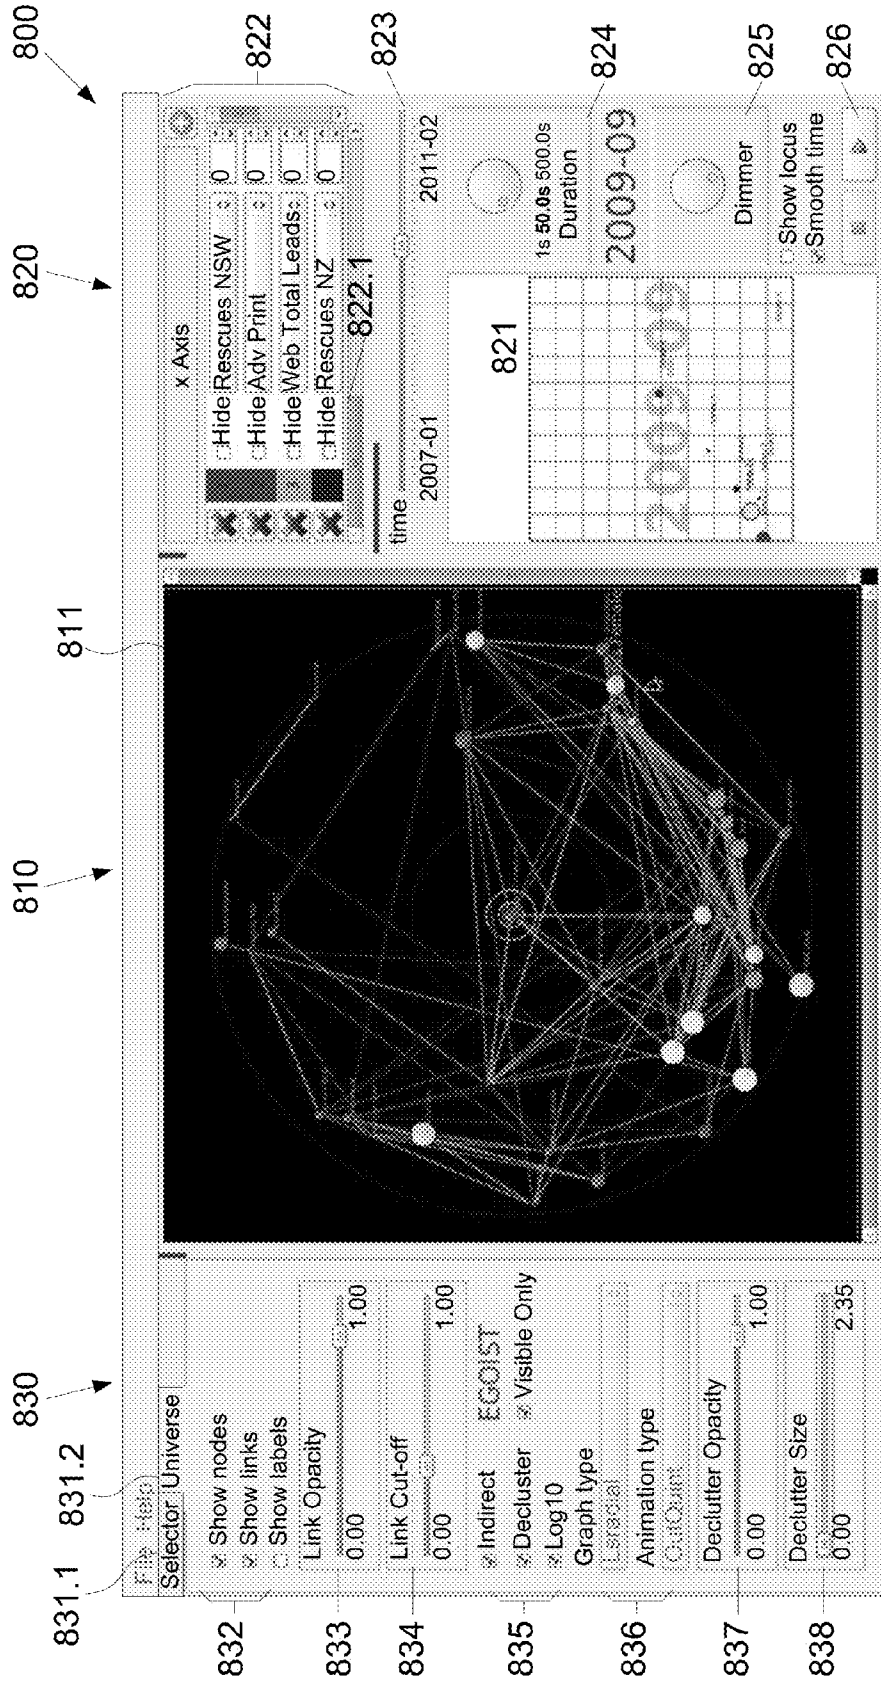 800
810
820
830
811
831.1
831.2
File Help
Selector Universe
Show nodes
Show links
Show labels
832
Link Opacity
0.00 1.00
833
Link Cut-off
0.00 1.00
834
Indirect EGOIST
Decluster Visible Only
Log10
835
Graph type
Animation type
OutQuint
836
Declutter Opacity
0.00 1.00
837
Declutter Size
0.00 2.35
838
x Axis
Hide Rescues NSW 0
Hide Adv Print 0
Hide Web Total Leads 0
Hide Rescues NZ 0
822
822.1
time
2007-01 2011-02
823
821
2009-09
1s 50.0s 500.0s
Duration
824
2009-09
Dimmer
825
Show locus
Smooth time
826